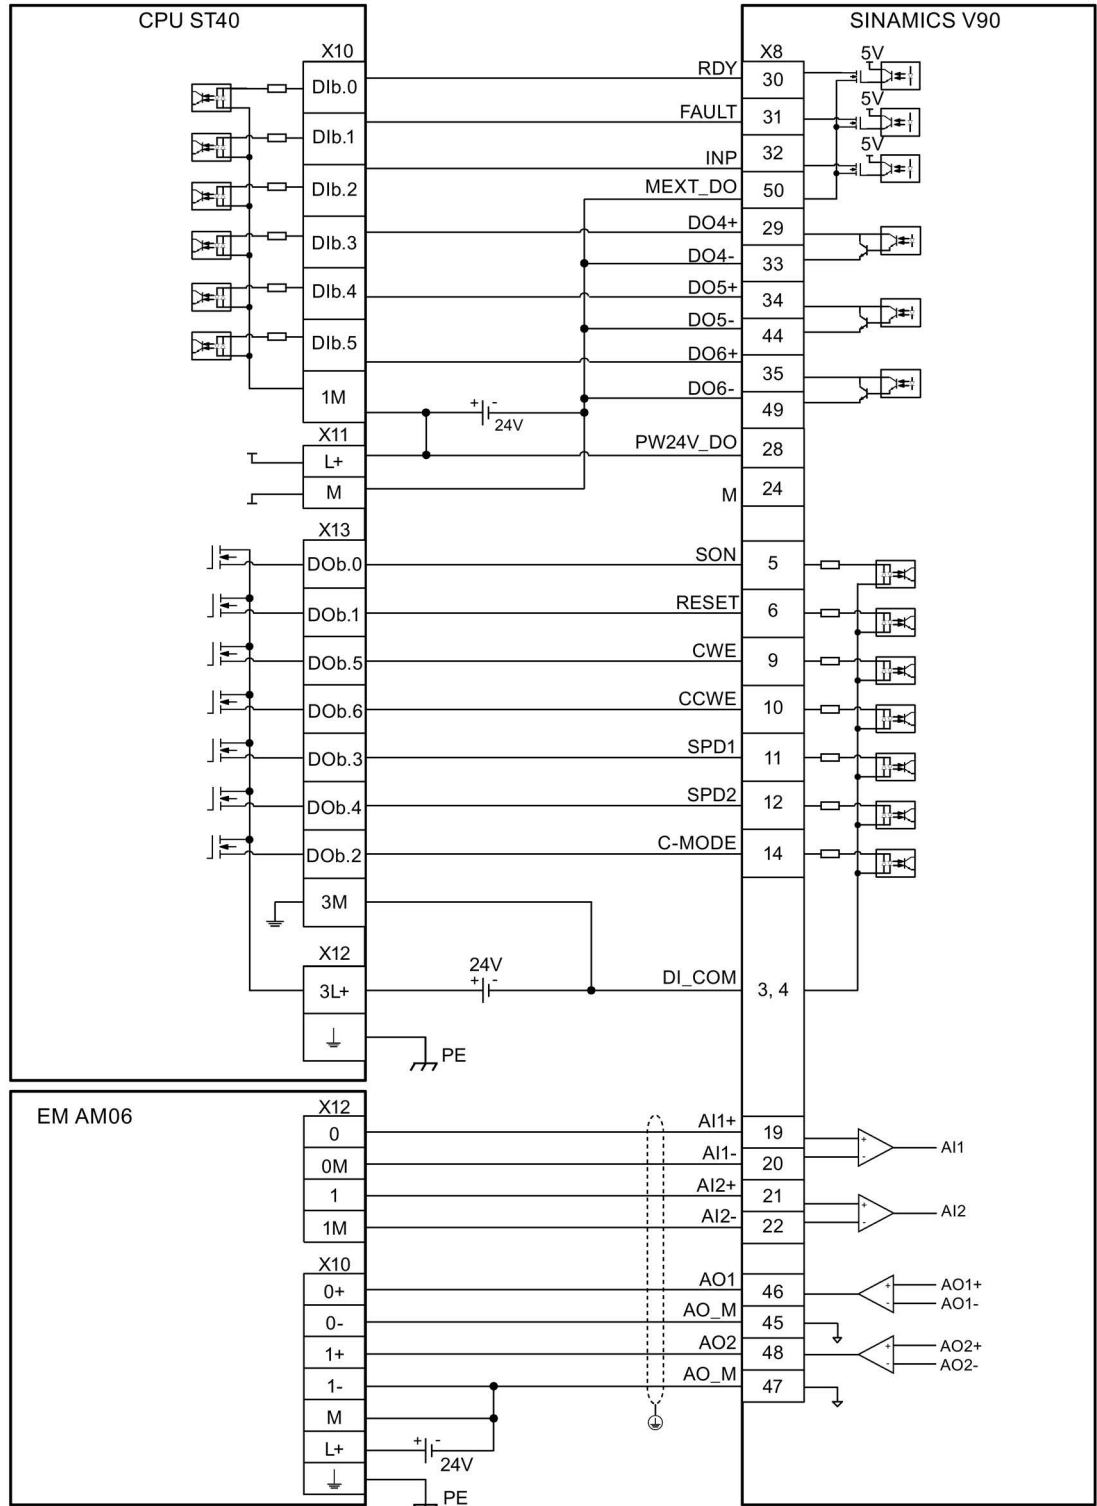 CPU ST40
SINAMICS V90
X10
X8
5V
DIb.0
RDY
30
5V
DIb.1
FAULT
31
5V
DIb.2
INP
32
MEXT_DO
50
DIb.3
DO4+
29
DO4-
33
DIb.4
DO5+
34
DO5-
44
DIb.5
DO6+
35
1M
DO6-
49
+ -
24V
X11
L+
PW24V_DO
28
M
M
24
X13
DOb.0
SON
5
DOb.1
RESET
6
DOb.5
CWE
9
DOb.6
CCWE
10
DOb.3
SPD1
11
DOb.4
SPD2
12
DOb.2
C-MODE
14
3M
X12
24V
+ -
3L+
DI_COM
3, 4
PE
EM AM06
X12
0
AI1+
19
+
-
AI1
0M
AI1-
20
1
AI2+
21
+
-
AI2
1M
AI2-
22
X10
0+
AO1
46
+
-
AO1+
AO1-
0-
AO_M
45
1+
AO2
48
+
-
AO2+
AO2-
1-
AO_M
47
M
L+
+ -
24V
PE